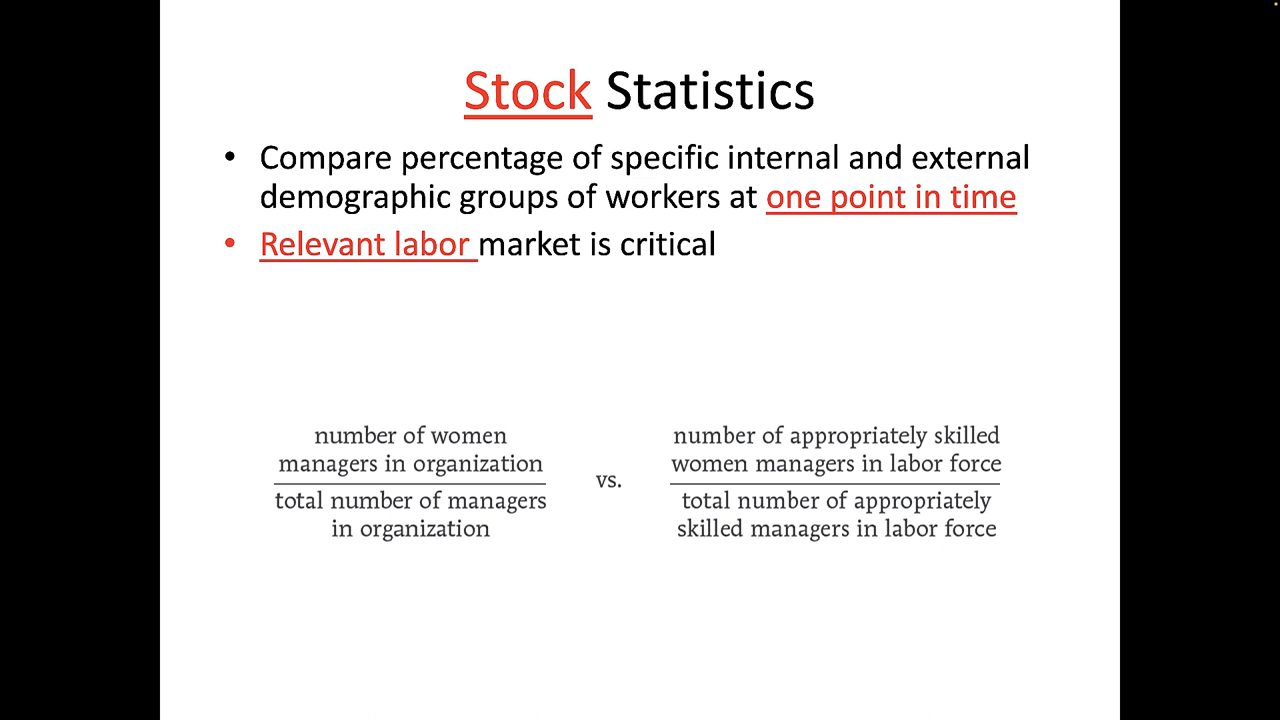 Stock Statistics
• Compare percentage of specific internal and external
demographic groups of workers at one point in time
• Relevant labor market is critical
number of women
managers in organization
total number of managers
in organization
vs.
number of appropriately skilled
women managers in labor force
total number of appropriately
skilled managers in labor force